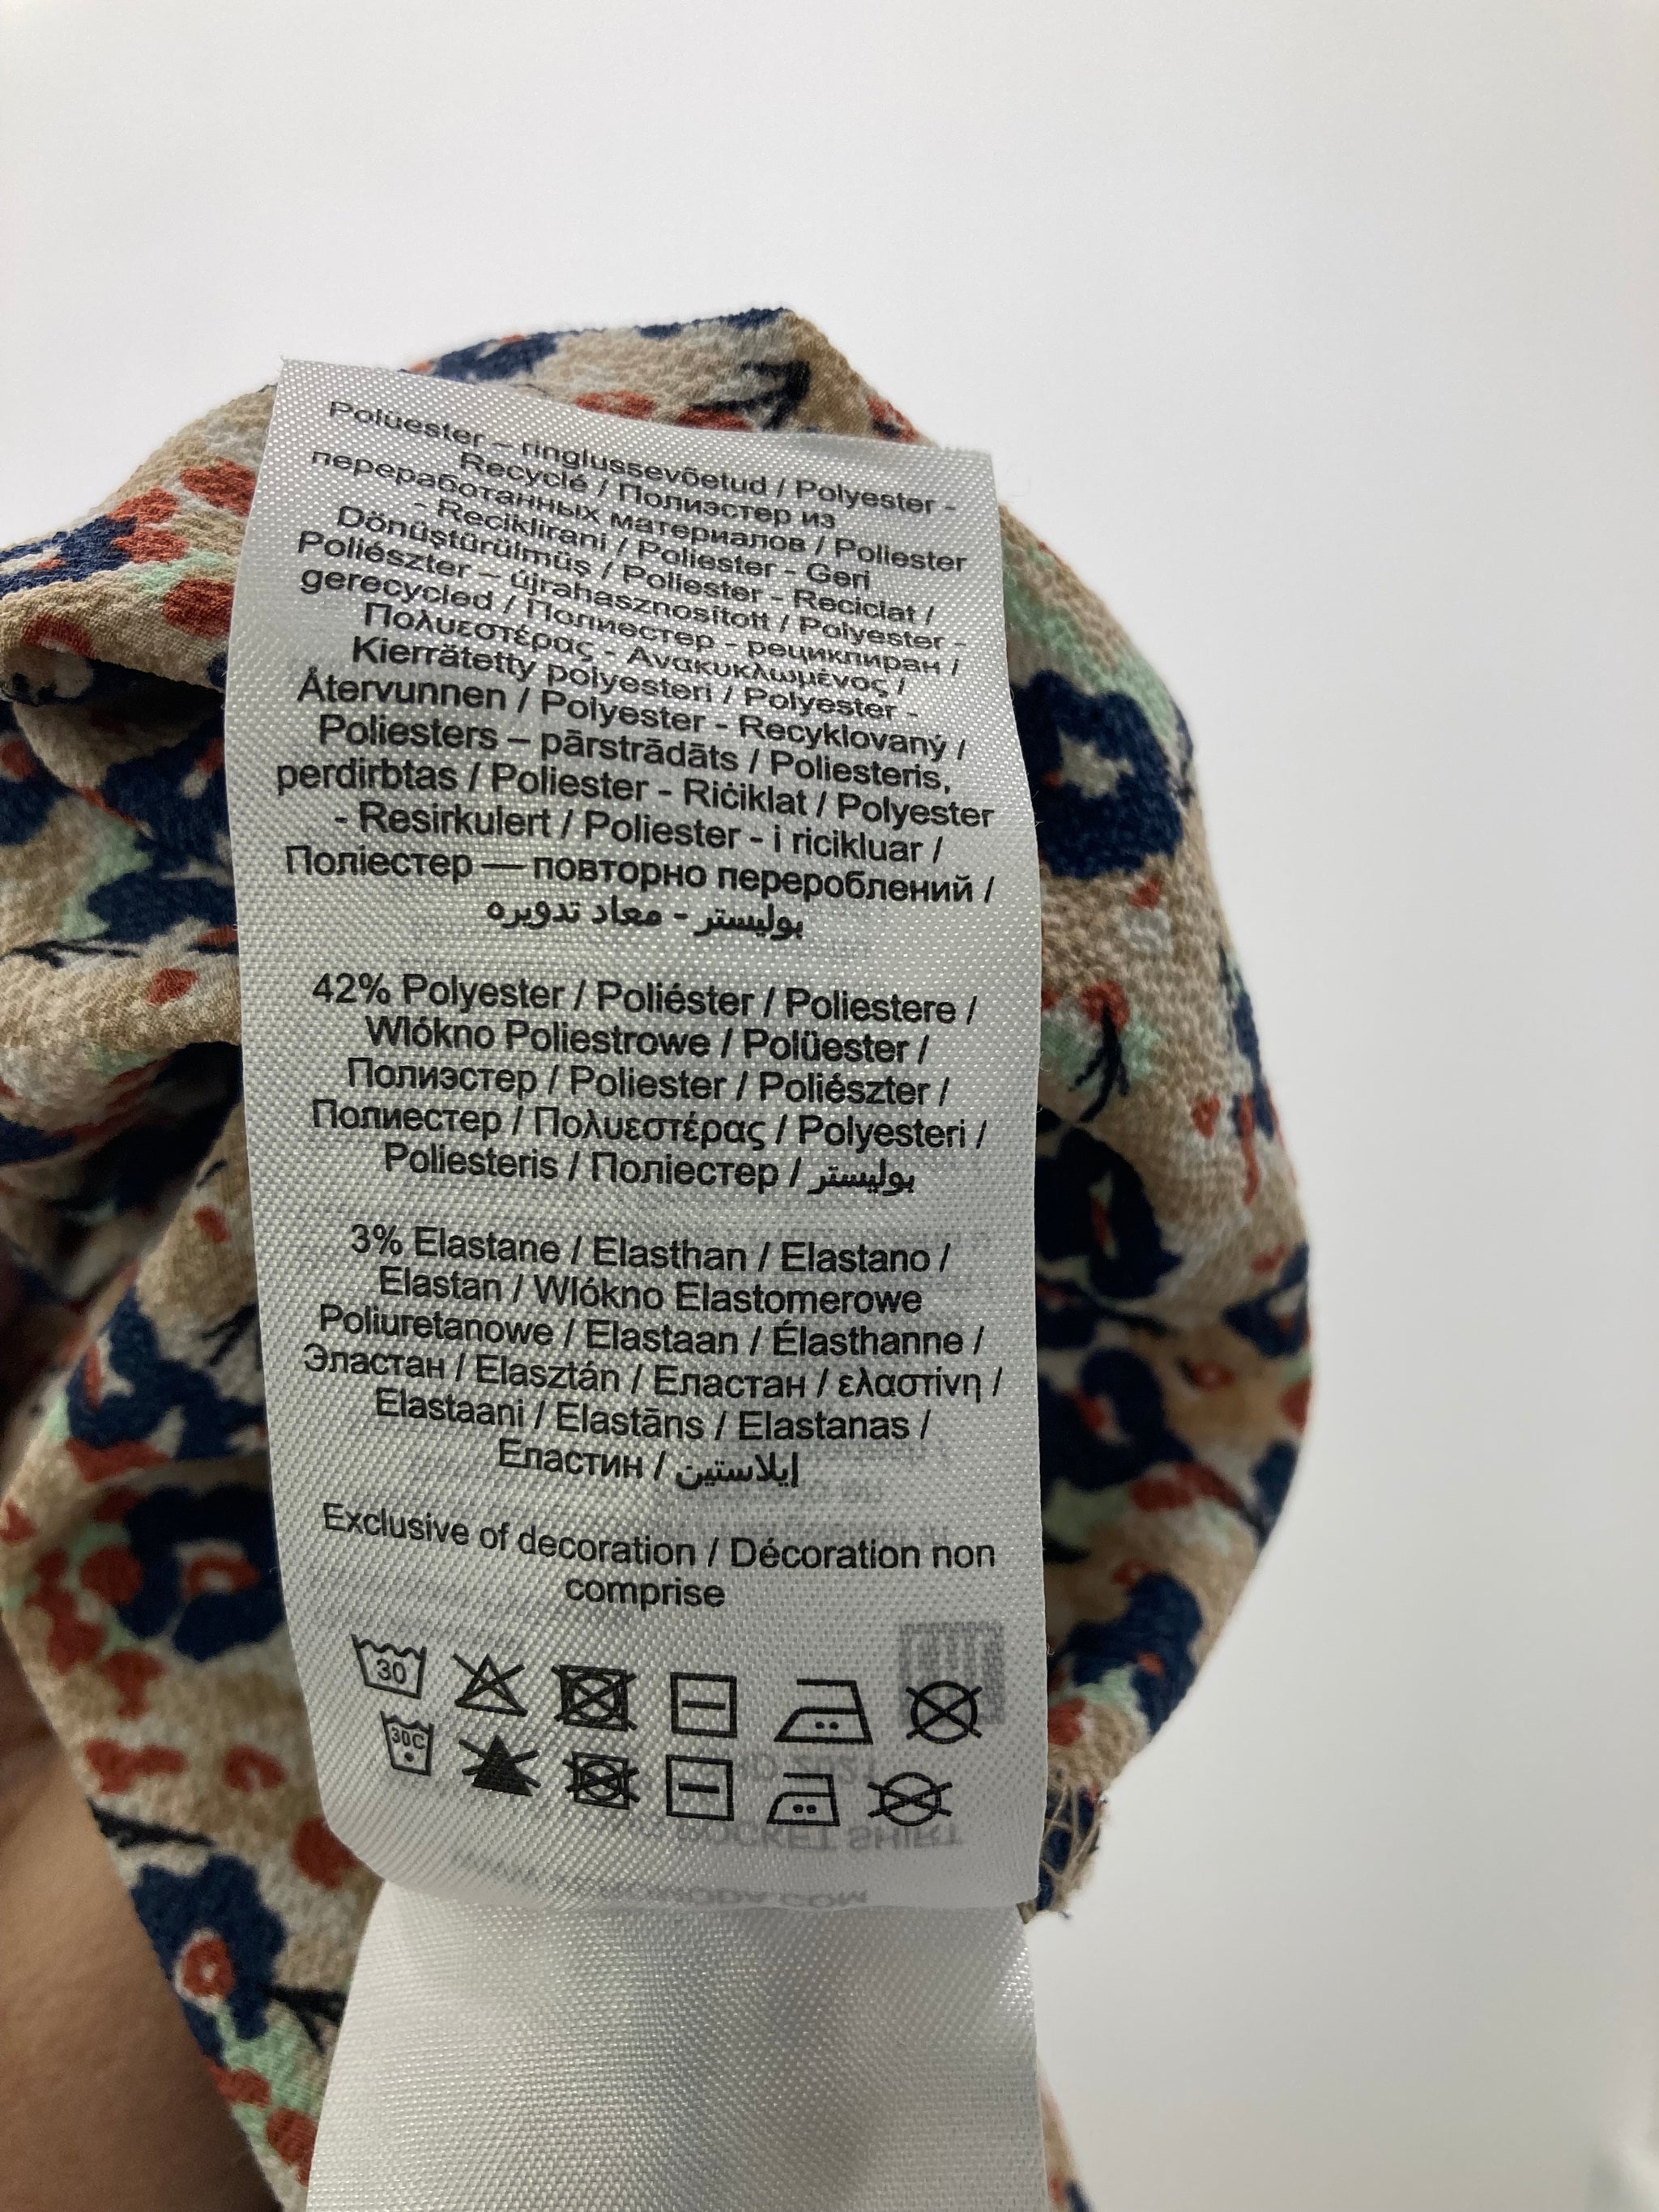 Polüester – ringlussevõetud / Polyester -
Recyclé / Полиэстер из
переработанных материалов / Poliester
- Reciklirani / Poliester - Geri
Dönüştürülmüş / Poliester - Reciclat /
Poliészter – újrahasznosított / Polyester -
gerecycled / Полиестер - рециклиран /
Πολυεστέρας - Ανακυκλωμένος /
Kierrätetty polyesteri / Polyester -
Återvunnen / Polyester - Recyklovaný /
Poliesters – pārstrādāts / Poliesteris,
perdirbtas / Poliester - Riċiklat / Polyester
- Resirkulert / Poliester - i ricikluar /
Поліестер — повторно перероблений /
بوليستر - معاد تدويره
42% Polyester / Poliéster / Poliestere /
Wlókno Poliestrowe / Polüester /
Полиэстер / Poliester / Poliészter /
Полиестер / Πολυεστέρας / Polyesteri /
Poliesteris / Поліестер / بوليستر
3% Elastane / Elasthan / Elastano /
Elastan / Wlókno Elastomerowe
Poliuretanowe / Elastaan / Élasthanne /
Эластан / Elasztán / Еластан / ελαστίνη /
Elastaani / Elastāns / Elastanas /
Еластин / إيلاستين
Exclusive of decoration / Décoration non
comprise
30
30C